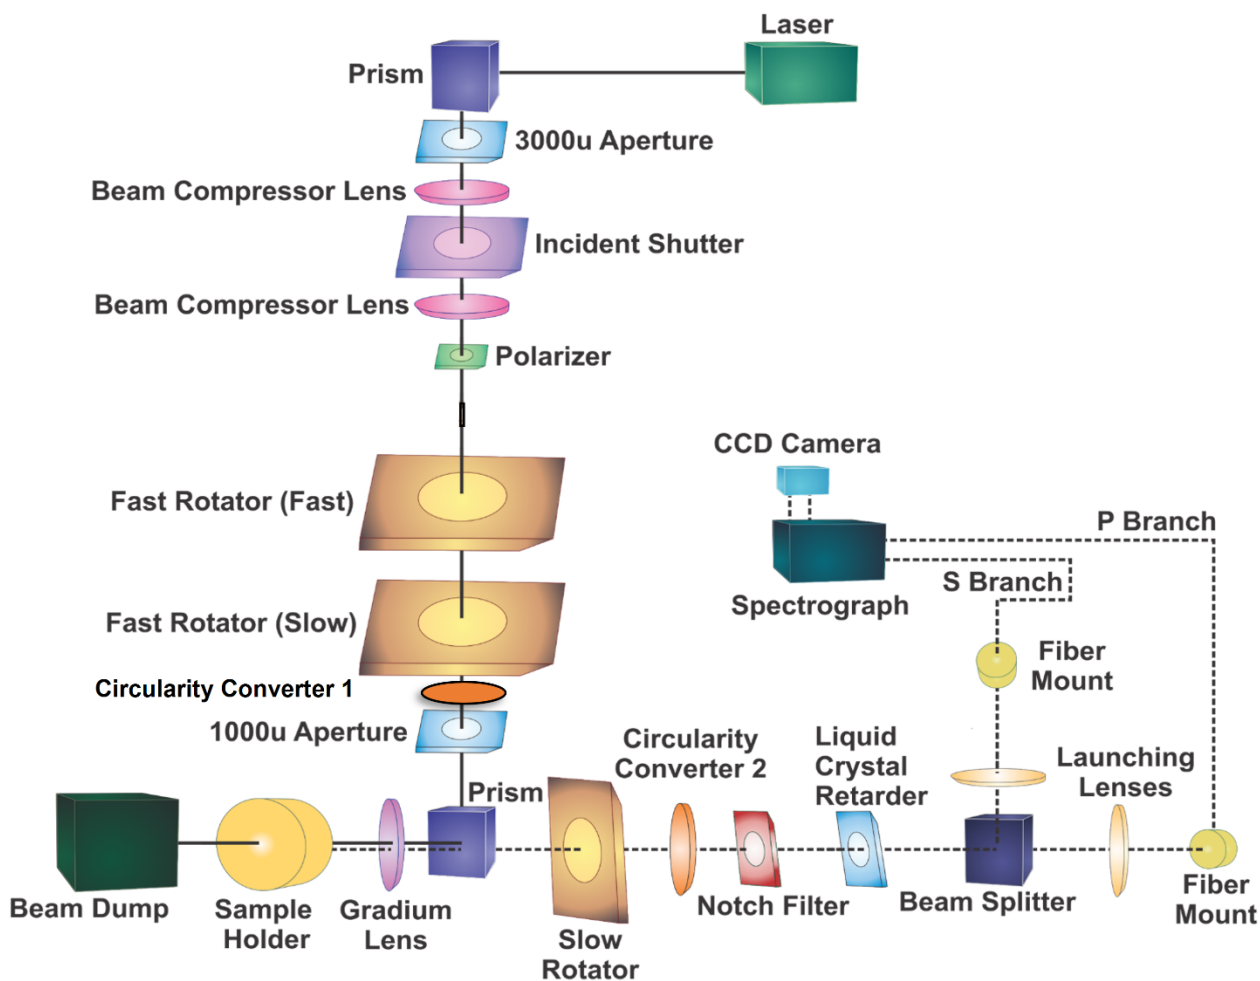 Laser
Prism
3000u Aperture
Beam Compressor Lens
Incident Shutter
Beam Compressor Lens
Polarizer
CCD Camera
Fast Rotator (Fast)
P Branch
S Branch
Spectrograph
Fast Rotator (Slow)
Fiber
Mount
Circularity Converter 1
1000u Aperture
Circularity
Converter 2
Liquid
Crystal
Retarder
Launching
Lenses
Prism
Beam Dump
Sample
Holder
Gradium
Lens
Slow
Rotator
Notch Filter
Beam Splitter
Fiber
Mount